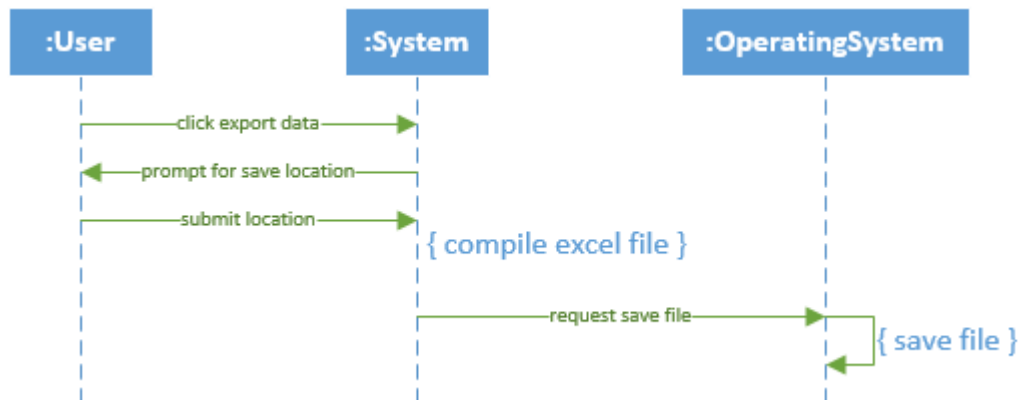 :User
:System
:OperatingSystem
click export data
prompt for save location
submit location
{ compile excel file }
request save file
{ save file }